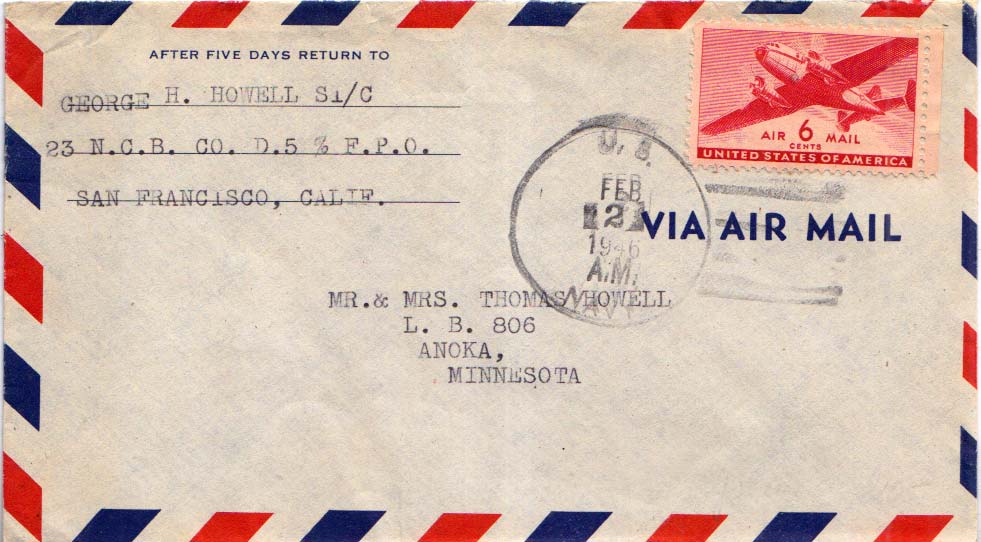 AFTER FIVE DAYS RETURN TO
GEORGE H. HOWELL S1/C
23 N.C.B. CO. D.5 % F.P.O.
SAN FRANCISCO, CALIF.
AIR 6 MAIL
CENTS
UNITED STATES OF AMERICA
U. S.
FEB
2
1946
A.M.
NAVY
VIA AIR MAIL
MR.& MRS. THOMAS HOWELL
L. B. 806
ANOKA,
MINNESOTA